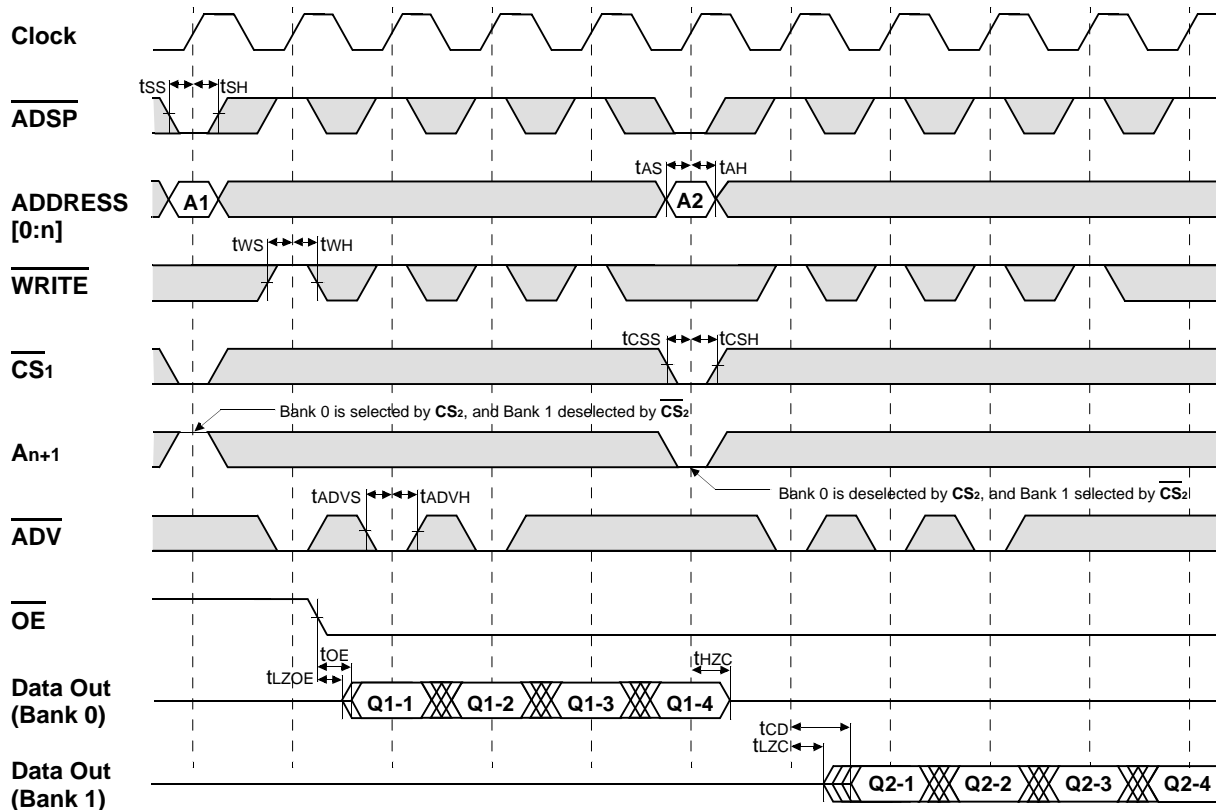 Clock
tSS tSH
ADSP
tAS tAH
ADDRESS
[0:n]
A1 A2
tWS tWH
WRITE
tCSS tCSH
CS1
Bank 0 is selected by CS2, and Bank 1 deselected by CS2
An+1
Bank 0 is deselected by CS2, and Bank 1 selected by CS2
tADVS tADVH
ADV
OE
tOE tHZC
tLZOE
Data Out
(Bank 0)
Q1-1 Q1-2 Q1-3 Q1-4
tCD
tLZC
Data Out
(Bank 1)
Q2-1 Q2-2 Q2-3 Q2-4